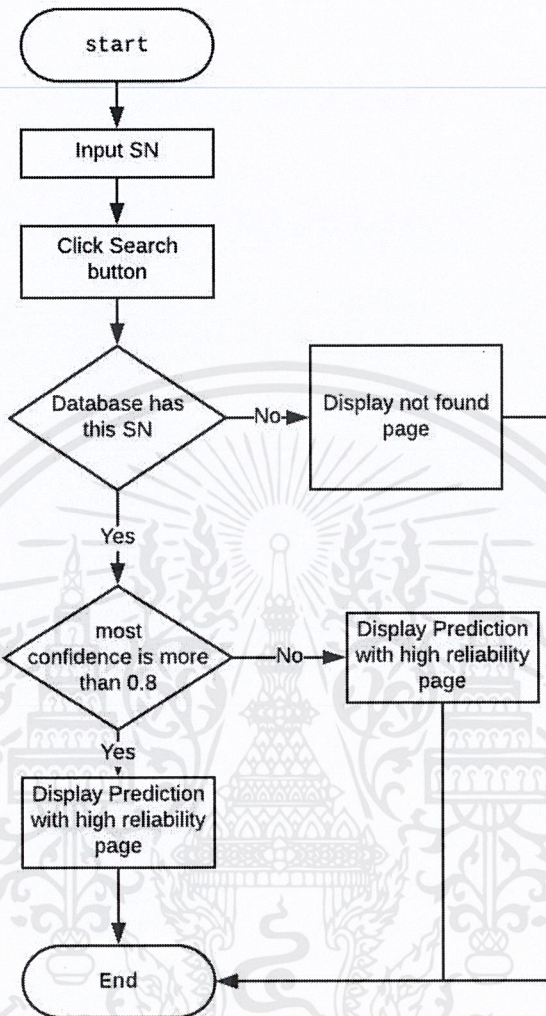 start
Input SN
Click Search
button
Database has
this SN
No
Display not found
page
Yes
most
confidence is more
than 0.8
No
Display Prediction
with high reliability
page
Yes
Display Prediction
with high reliability
page
End